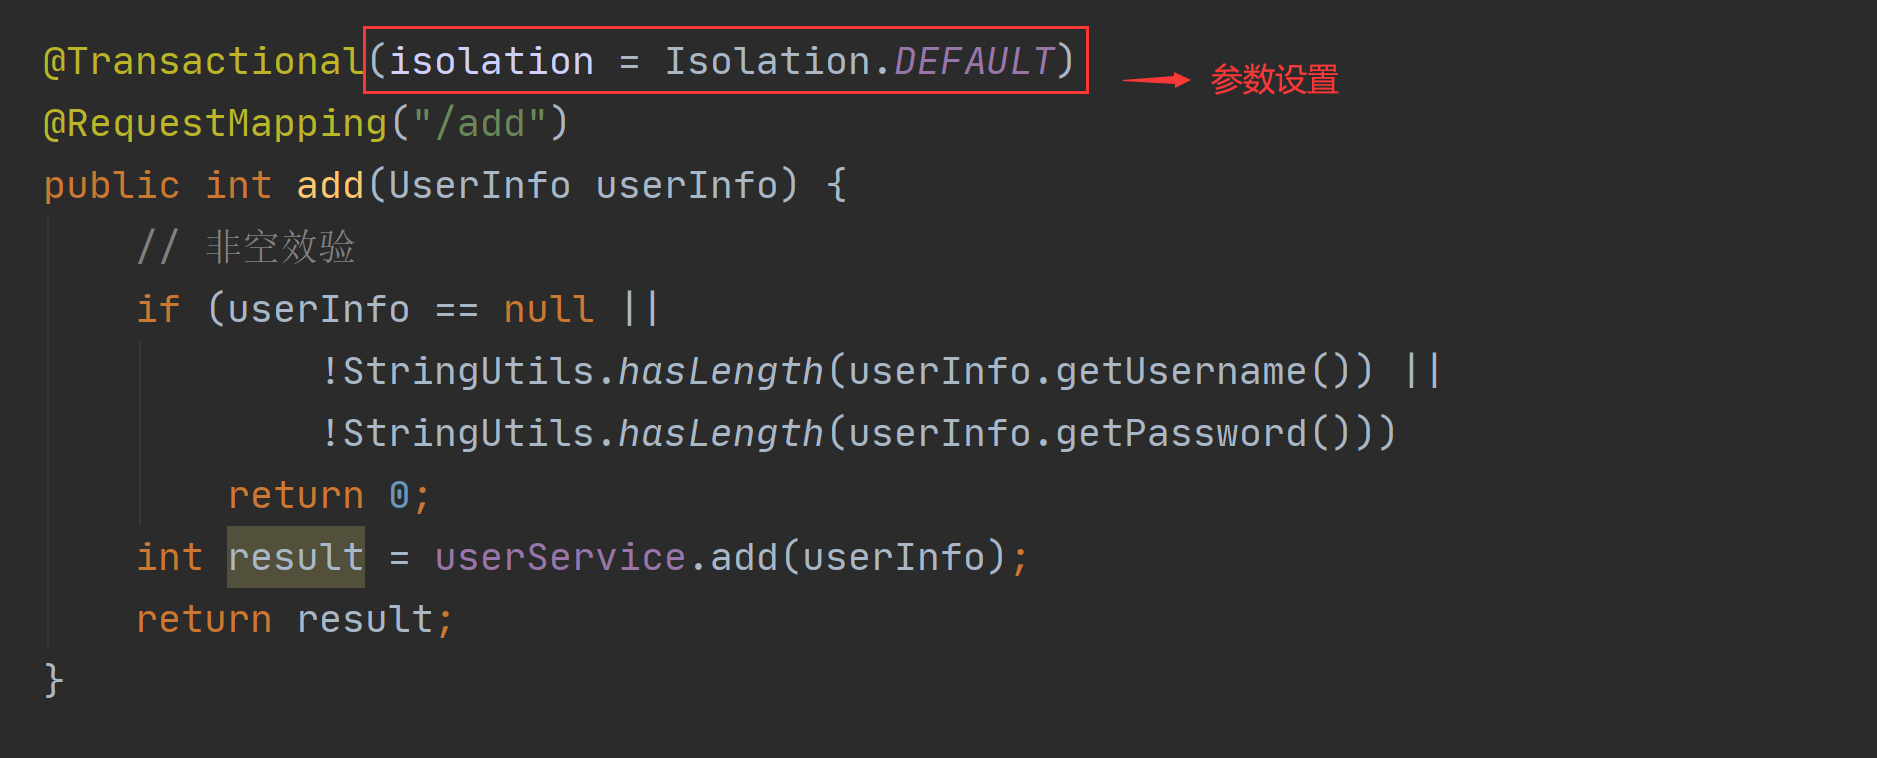 @Transactional(isolation = Isolation.DEFAULT) 参数设置
@RequestMapping("/add")
public int add(UserInfo userInfo) {
// 非空效验
if (userInfo == null ||
!StringUtils.hasLength(userInfo.getUsername()) ||
!StringUtils.hasLength(userInfo.getPassword()))
return 0;
int result = userService.add(userInfo);
return result;
}